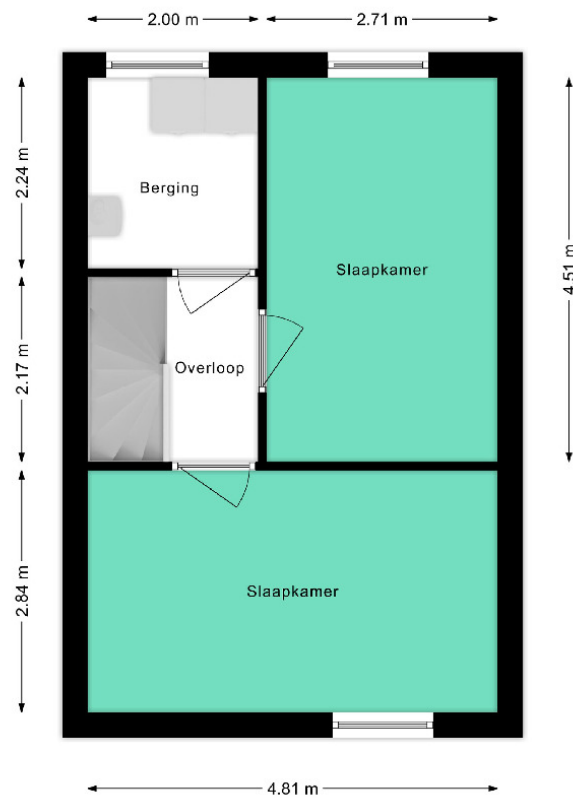 2.00 m
2.71 m
2.24 m
Berging
4.51 m
Slaapkamer
2.17 m
Overloop
2.84 m
Slaapkamer
4.81 m